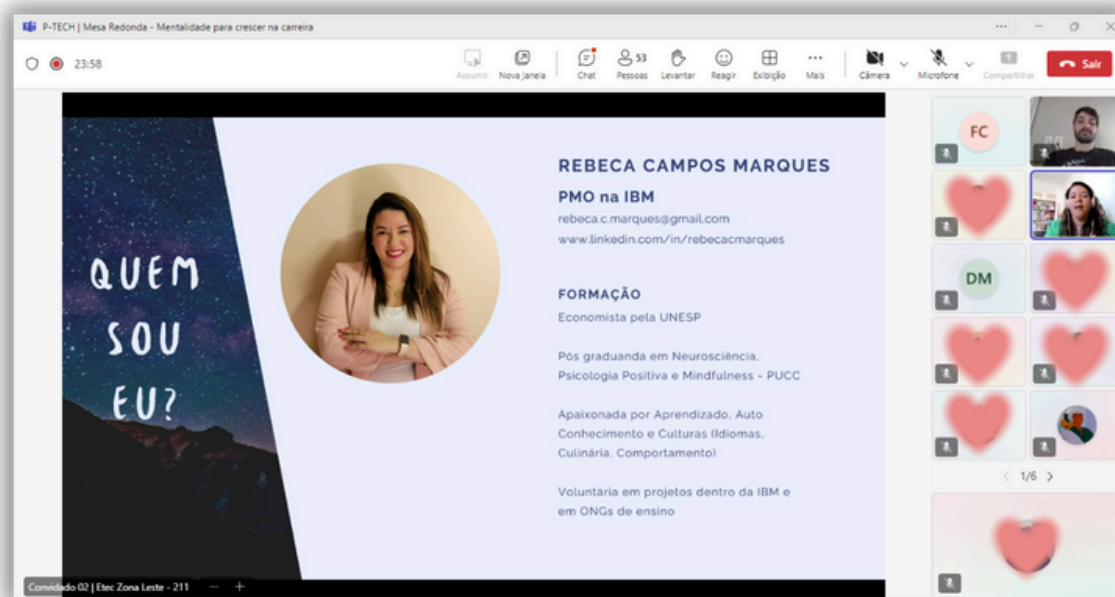 P-TECH | Mesa Redonda - Mentalidade para crescer na carreira
23:58
Assumir
Nova janela
Chat
53
Pessoas
Levantar
Reagir
Exibição
Mais
Câmera
Microfone
Compartilhar
Sair
QUEM
SOU
EU?
REBECA CAMPOS MARQUES
PMO na IBM
rebeca.c.marques@gmail.com
www.linkedin.com/in/rebecacmarques
FORMAÇÃO
Economista pela UNESP
Pós graduanda em Neurosciência,
Psicologia Positiva e Mindfulness - PUCC
Apaixonada por Aprendizado, Auto
Conhecimento e Culturas (Idiomas,
Culinária, Comportamento)
Voluntária em projetos dentro da IBM e
em ONGs de ensino
FC
DM
1/6
Convidado 02 | Etec Zona Leste - 211